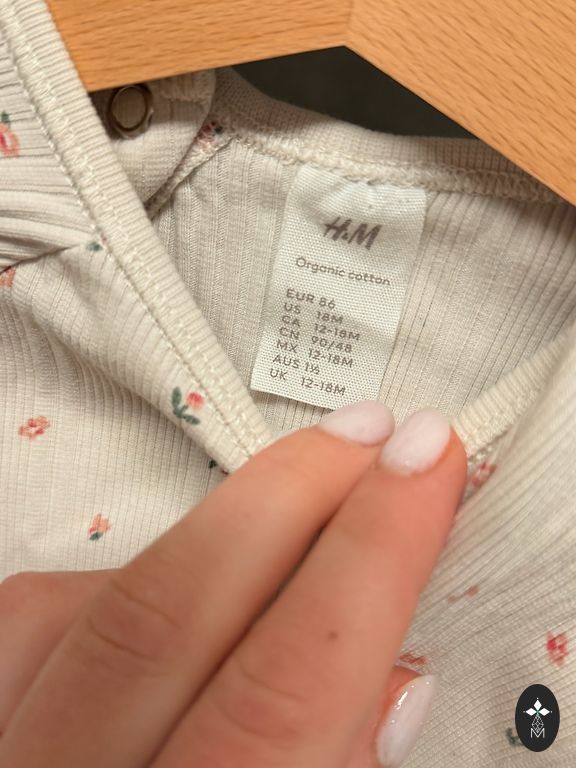 H&M
Organic cotton
EUR 86
US 18M
CA 12-18M
CN 90/48
MX 12-18M
AUS 1½
UK 12-18M
M